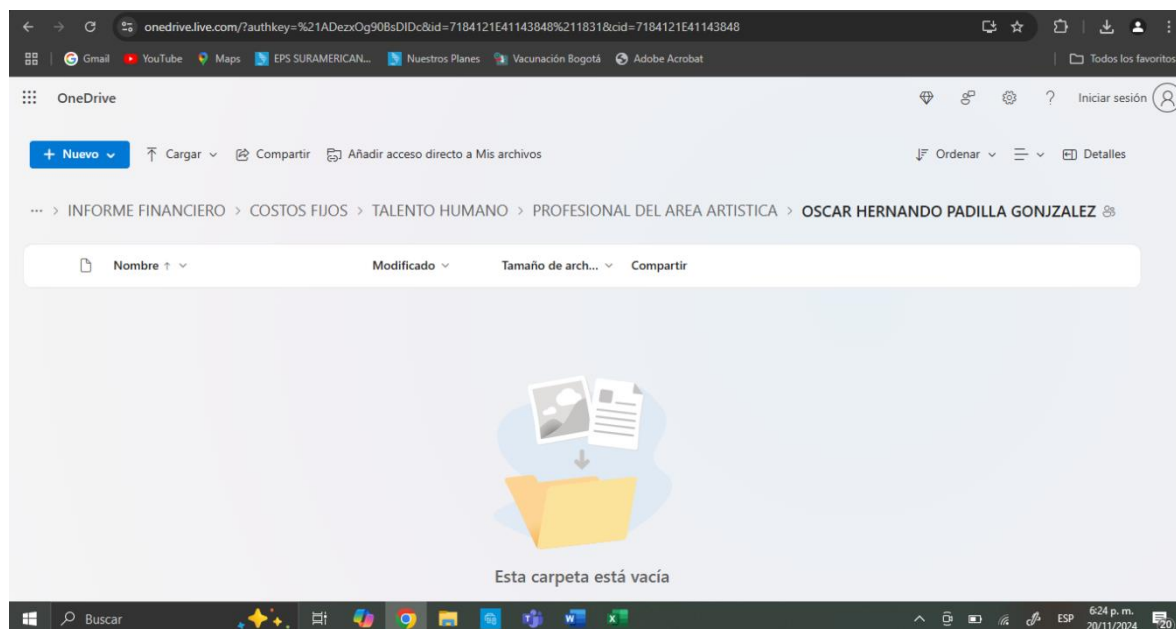 onedrive.live.com/?authkey=%21ADezxOg90BsDIDc&id=7184121E41143848%211831&cid=7184121E41143848
Gmail YouTube Maps EPS SURAMERICAN... Nuestros Planes Vacunación Bogotá Adobe Acrobat Todos los favoritos
OneDrive ? Iniciar sesión
+ Nuevo Cargar Compartir Añadir acceso directo a Mis archivos Ordenar Detalles
... > INFORME FINANCIERO > COSTOS FIJOS > TALENTO HUMANO > PROFESIONAL DEL AREA ARTISTICA > OSCAR HERNANDO PADILLA GONJZALEZ
Nombre ↑ Modificado Tamaño de arch... Compartir
Esta carpeta está vacía
Buscar ESP 6:24 p. m.
20/11/2024 20